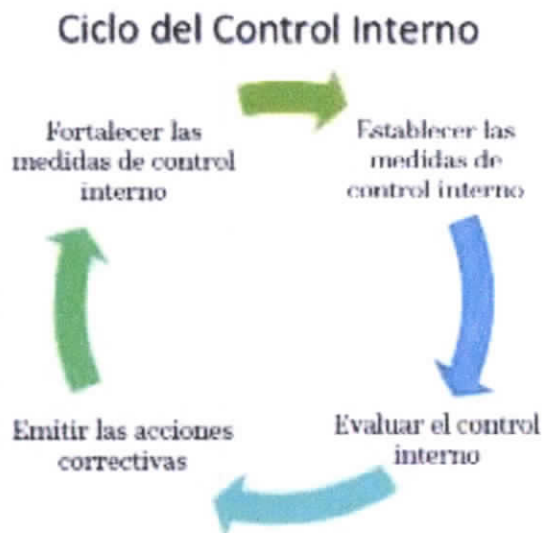 Ciclo del Control Interno
Fortalecer las
medidas de control
interno
Establecer las
medidas de
control interno
Evaluar el control
interno
Emitir las acciones
correctivas